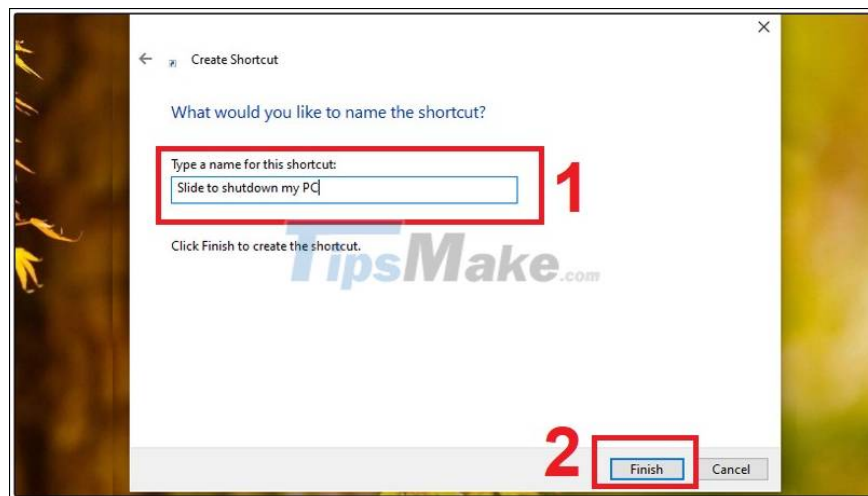 Create Shortcut
What would you like to name the shortcut?
Type a name for this shortcut:
Slide to shutdown my PC
1
Click Finish to create the shortcut.
TipsMake.com
2
Finish Cancel